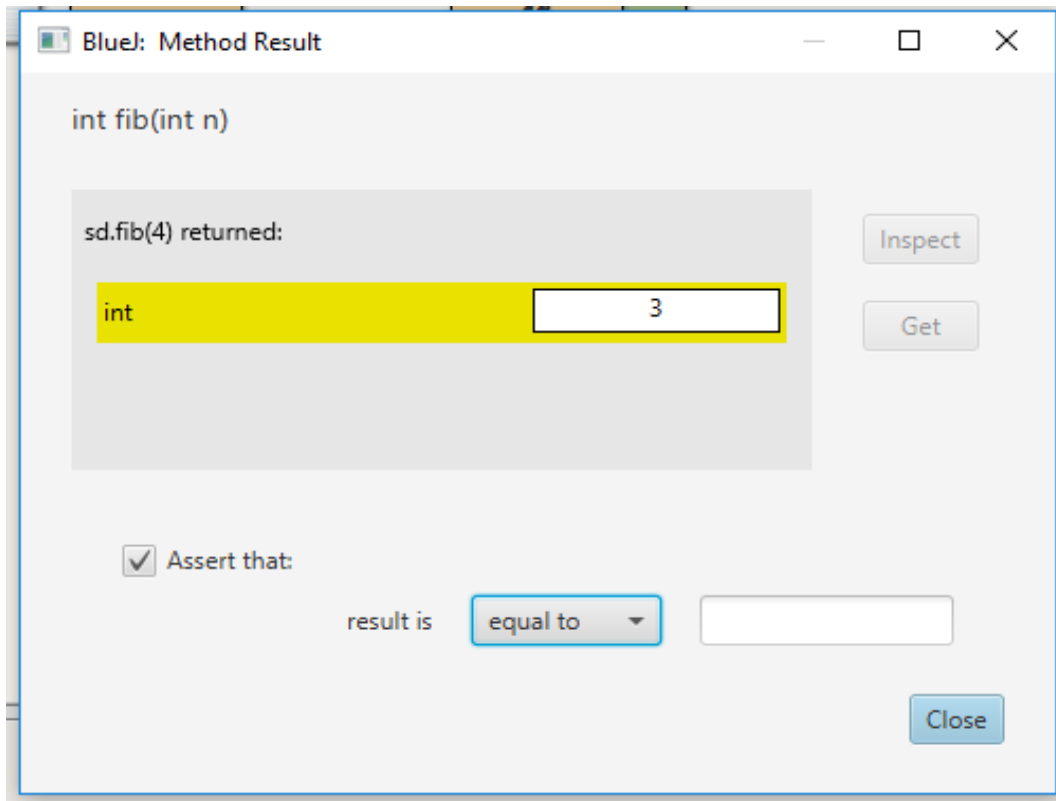 BlueJ: Method Result
int fib(int n)
sd.fib(4) returned:
Inspect
int 3
Get
Assert that:
result is equal to
Close